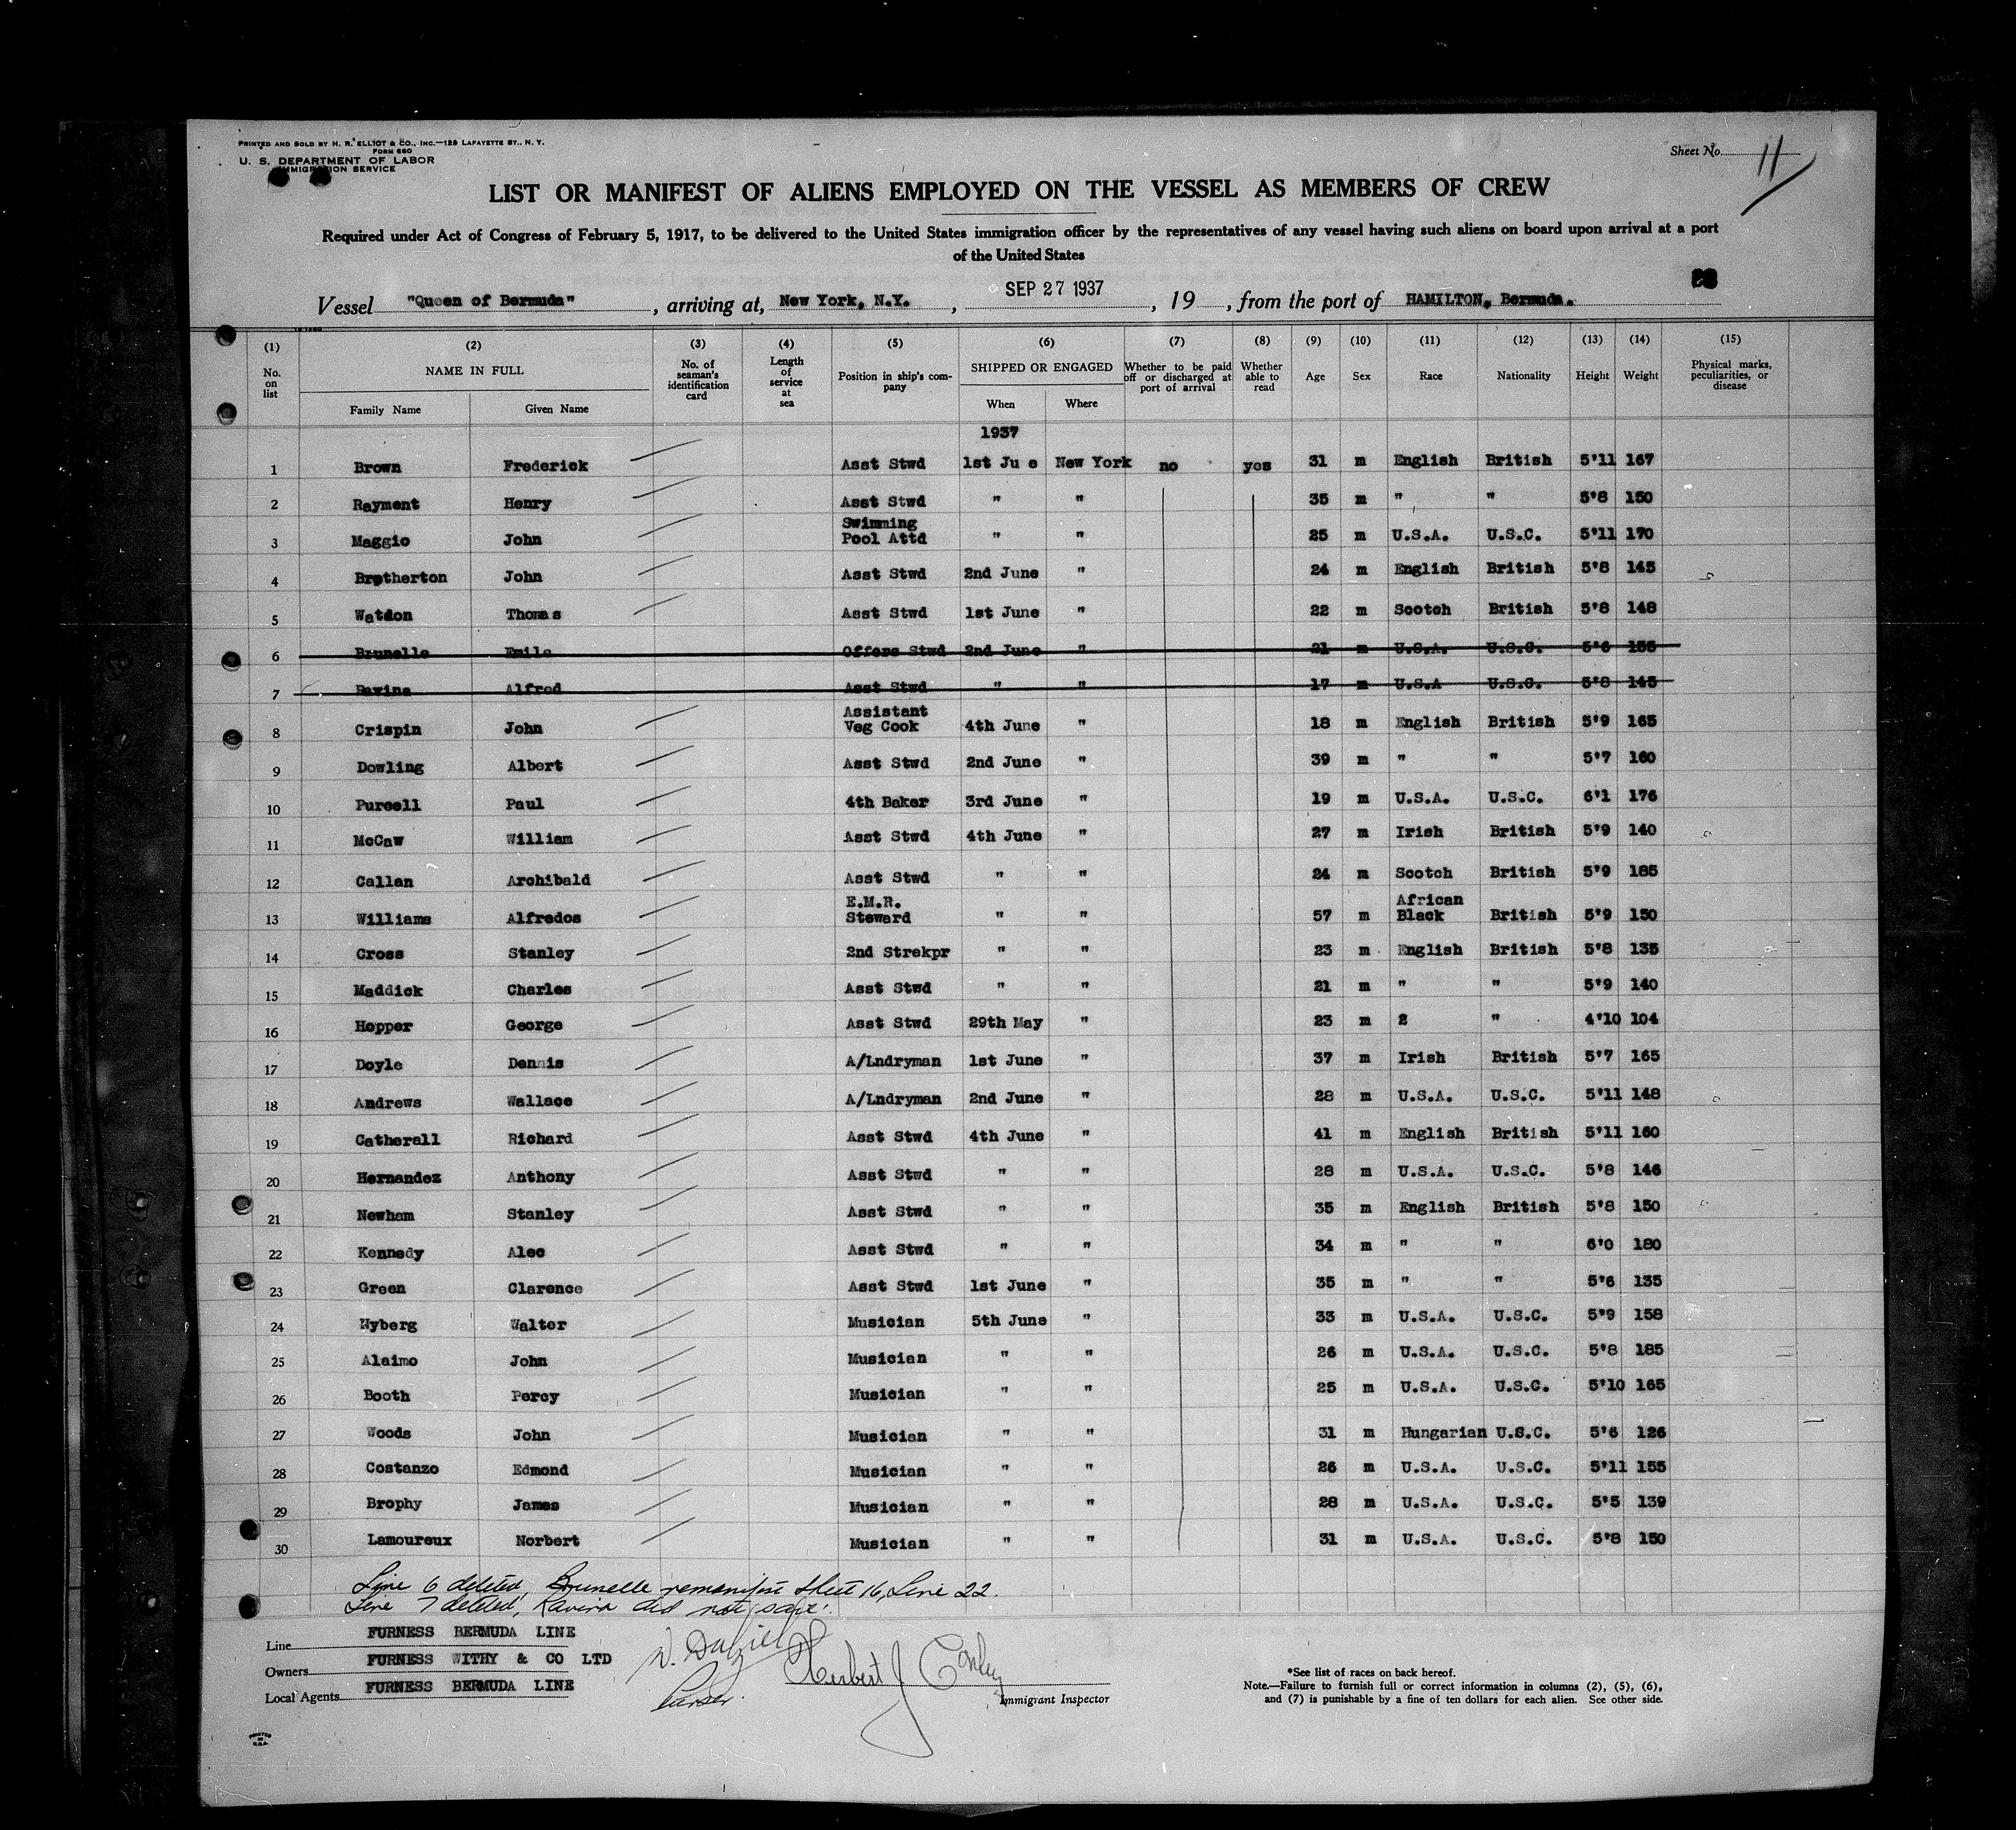 PRINTED AND SOLD BY H. R. ELLIOT & CO., INC.—129 LAFAYETTE ST., N. Y.
FORM 680
U. S. DEPARTMENT OF LABOR
IMMIGRATION SERVICE
Sheet No. 11
LIST OR MANIFEST OF ALIENS EMPLOYED ON THE VESSEL AS MEMBERS OF CREW
Required under Act of Congress of February 5, 1917, to be delivered to the United States immigration officer by the representatives of any vessel having such aliens on board upon arrival at a port
of the United States
Vessel "Queen of Bermuda", arriving at, New York, N.Y., SEP 27 1937, 19 , from the port of HAMILTON, Bermuda.
(1) (2) (3) (4) (5) (6) (7) (8) (9) (10) (11) (12) (13) (14) (15)
No. on list NAME IN FULL No. of seaman's identification card Length of service at sea Position in ship's company SHIPPED OR ENGAGED Whether to be paid off or discharged at port of arrival Whether able to read Age Sex Race Nationality Height Weight Physical marks, peculiarities, or disease
Family Name Given Name When Where
1937
1 Brown Frederick Asst Stwd 1st Ju e New York no yes 31 m English British 5'11 167
2 Rayment Henry Asst Stwd " " 35 m " " 5'8 150
3 Maggio John Swimming Pool Attd " " 25 m U.S.A. U.S.C. 5'11 170
4 Brotherton John Asst Stwd 2nd June " 24 m English British 5'8 145
5 Watdon Thomas Asst Stwd 1st June " 22 m Scotch British 5'8 148
6 Brunelle Emile Offers Stwd 2nd June " 21 m U.S.A. U.S.C. 5'6 155
7 Ravina Alfred Asst Stwd " " 17 m U.S.A U.S.C. 5'8 145
8 Crispin John Assistant Veg Cook 4th June " 18 m English British 5'9 165
9 Dowling Albert Asst Stwd 2nd June " 39 m " " 5'7 160
10 Purcell Paul 4th Baker 3rd June " 19 m U.S.A. U.S.C. 6'1 176
11 McCaw William Asst Stwd 4th June " 27 m Irish British 5'9 140
12 Callan Archibald Asst Stwd " " 24 m Scotch British 5'9 185
13 Williams Alfredos E.M.R. Steward " " 57 m African Black British 5'9 150
14 Cross Stanley 2nd Strekpr " " 23 m English British 5'8 135
15 Maddick Charles Asst Stwd " " 21 m " " 5'9 140
16 Hopper George Asst Stwd 29th May " 23 m 2 " 4'10 104
17 Doyle Dennis A/Lndryman 1st June " 37 m Irish British 5'7 165
18 Andrews Wallace A/Lndryman 2nd June " 28 m U.S.A. U.S.C. 5'11 148
19 Catherall Richard Asst Stwd 4th June " 41 m English British 5'11 160
20 Hernandez Anthony Asst Stwd " " 28 m U.S.A. U.S.C. 5'8 146
21 Newham Stanley Asst Stwd " " 35 m English British 5'8 150
22 Kennedy Alec Asst Stwd " " 34 m " " 6'0 180
23 Green Clarence Asst Stwd 1st June " 35 m " " 5'6 135
24 Nyberg Walter Musician 5th June " 33 m U.S.A. U.S.C. 5'9 158
25 Alaimo John Musician " " 26 m U.S.A. U.S.C. 5'8 185
26 Booth Percy Musician " " 25 m U.S.A. U.S.C. 5'10 165
27 Woods John Musician " " 31 m Hungarian U.S.C. 5'6 126
28 Costanzo Edmond Musician " " 26 m U.S.A. U.S.C. 5'11 155
29 Brophy James Musician " " 28 m U.S.A. U.S.C. 5'5 139
30 Lamoureux Norbert Musician " " 31 m U.S.A. U.S.C. 5'8 150
Line 6 deleted, Brunelle remanifest sheet 16, Line 22.
Line 7 deleted, Ravina did not sail.
Line FURNESS BERMUDA LINE
Owners FURNESS WITHY & CO LTD
Local Agents FURNESS BERMUDA LINE
Purser.
Herbert J Conley
Immigrant Inspector
*See list of races on back hereof.
Note.—Failure to furnish full or correct information in columns (2), (5), (6),
and (7) is punishable by a fine of ten dollars for each alien. See other side.
PRINTED IN U.S.A.